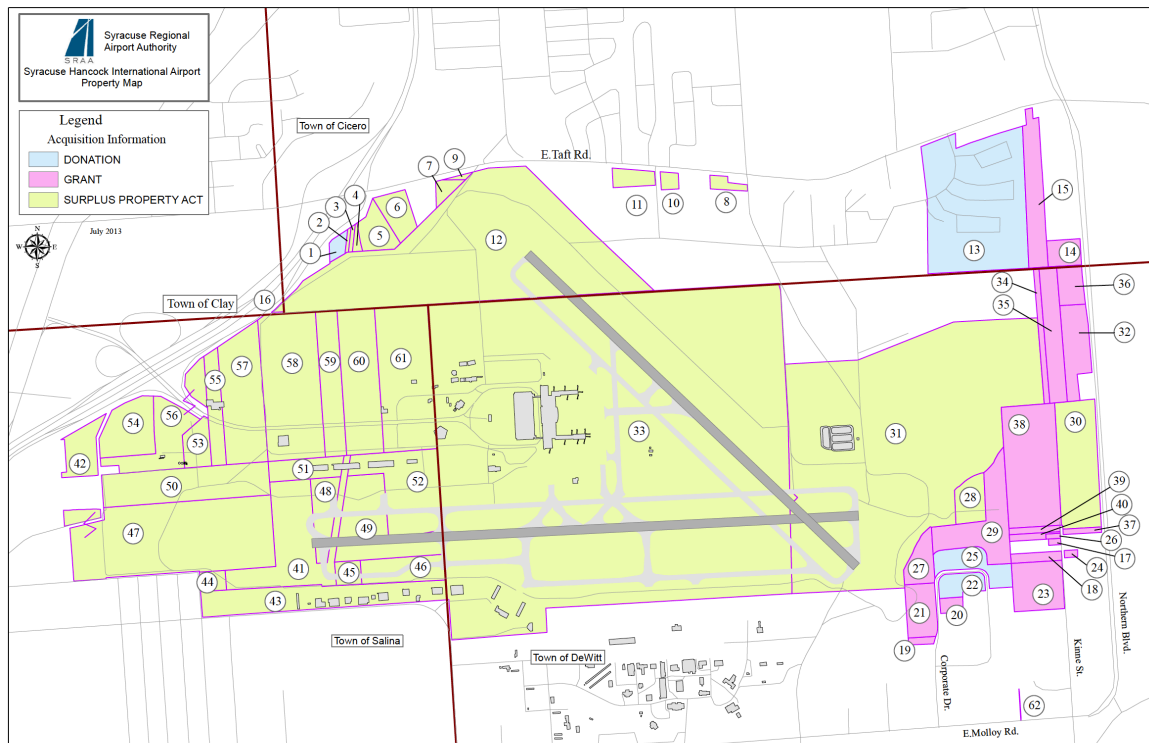 SRAA
Syracuse Regional
Airport Authority
Syracuse Hancock International Airport
Property Map
Legend
Acquisition Information
DONATION
GRANT
SURPLUS PROPERTY ACT
July 2013
N
W E
S
Town of Cicero
E.Taft Rd.
Town of Clay
Town of Salina
Town of DeWitt
Corporate Dr.
Kinne St.
Northern Blvd.
E.Molloy Rd.
9
7
4
3
2
1
6
5
12
11
10
8
15
13
14
16
34
36
35
32
55
57
58
59
60
61
54
56
53
42
50
51
52
33
31
38
30
48
28
39
40
47
49
29
37
26
25
17
44
41
45
46
27
22
24
18
43
21
20
23
19
62